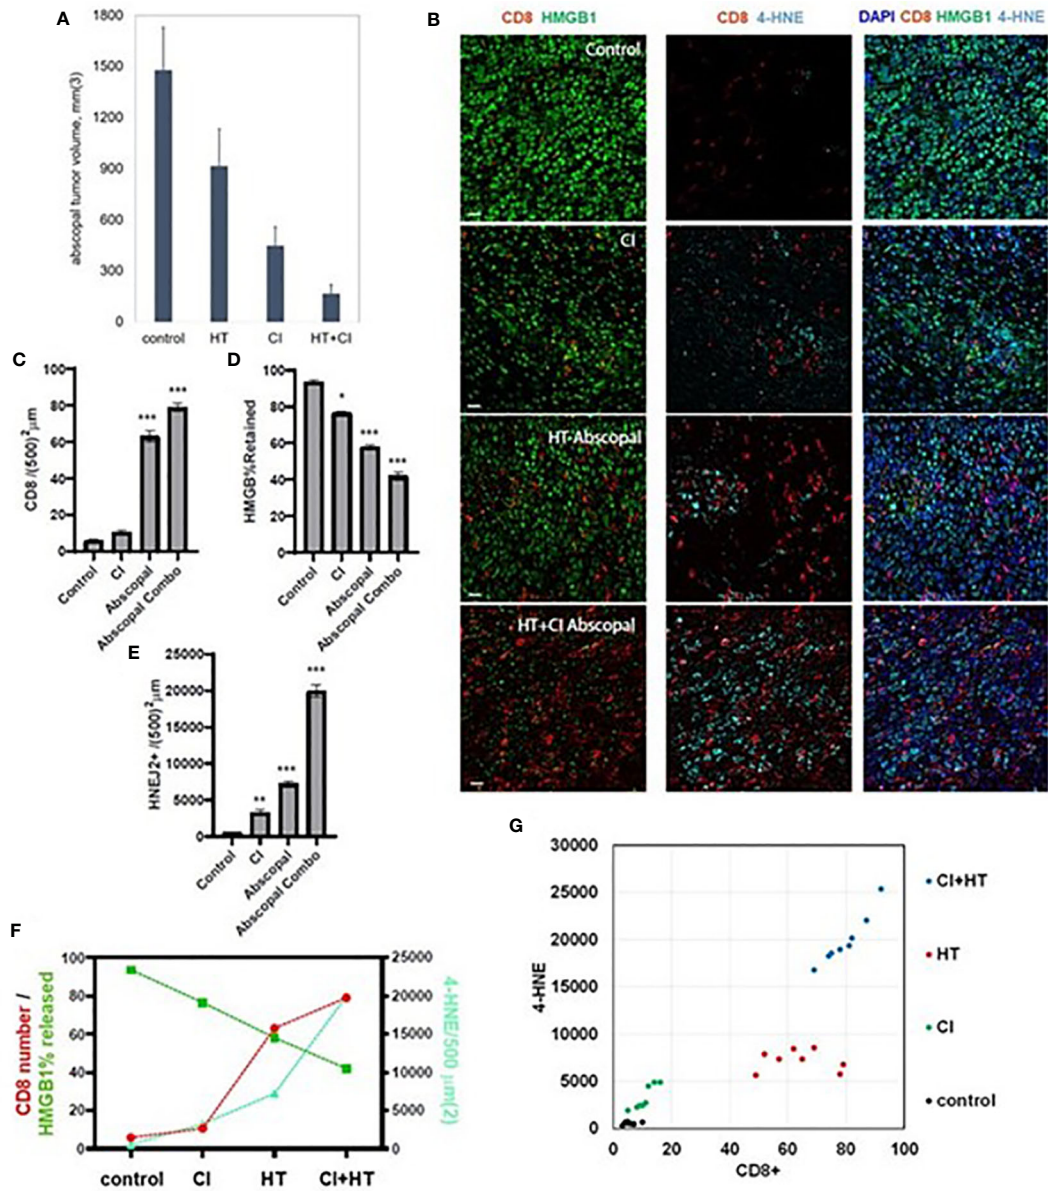 A
1800
1500
1200
900
600
300
0
abscopal tumor volume, mm(3)
control HT CI HT+CI
B
CD8 HMGB1
CD8 4-HNE
DAPI CD8 HMGB1 4-HNE
Control
CI
HT-Abscopal
HT+CI Abscopal
C
100
80
60
40
20
0
CD8 /(500)²μm
***
***
Control
CI
Abscopal
Abscopal Combo
D
100
80
60
40
20
0
HMGB%Retained
*
***
***
Control
CI
Abscopal
Abscopal Combo
E
25000
20000
15000
10000
5000
0
HNEJ2+ /(500)²μm
**
***
***
Control
CI
Abscopal
Abscopal Combo
F
CD8 number /
HMGB1% released
100
80
60
40
20
0
25000
20000
15000
10000
5000
0
4-HNE/500 μm(2)
control CI HT CI+HT
G
30000
25000
20000
15000
10000
5000
0
4-HNE
0 20 40 60 80 100
CD8+
CI+HT
HT
CI
control